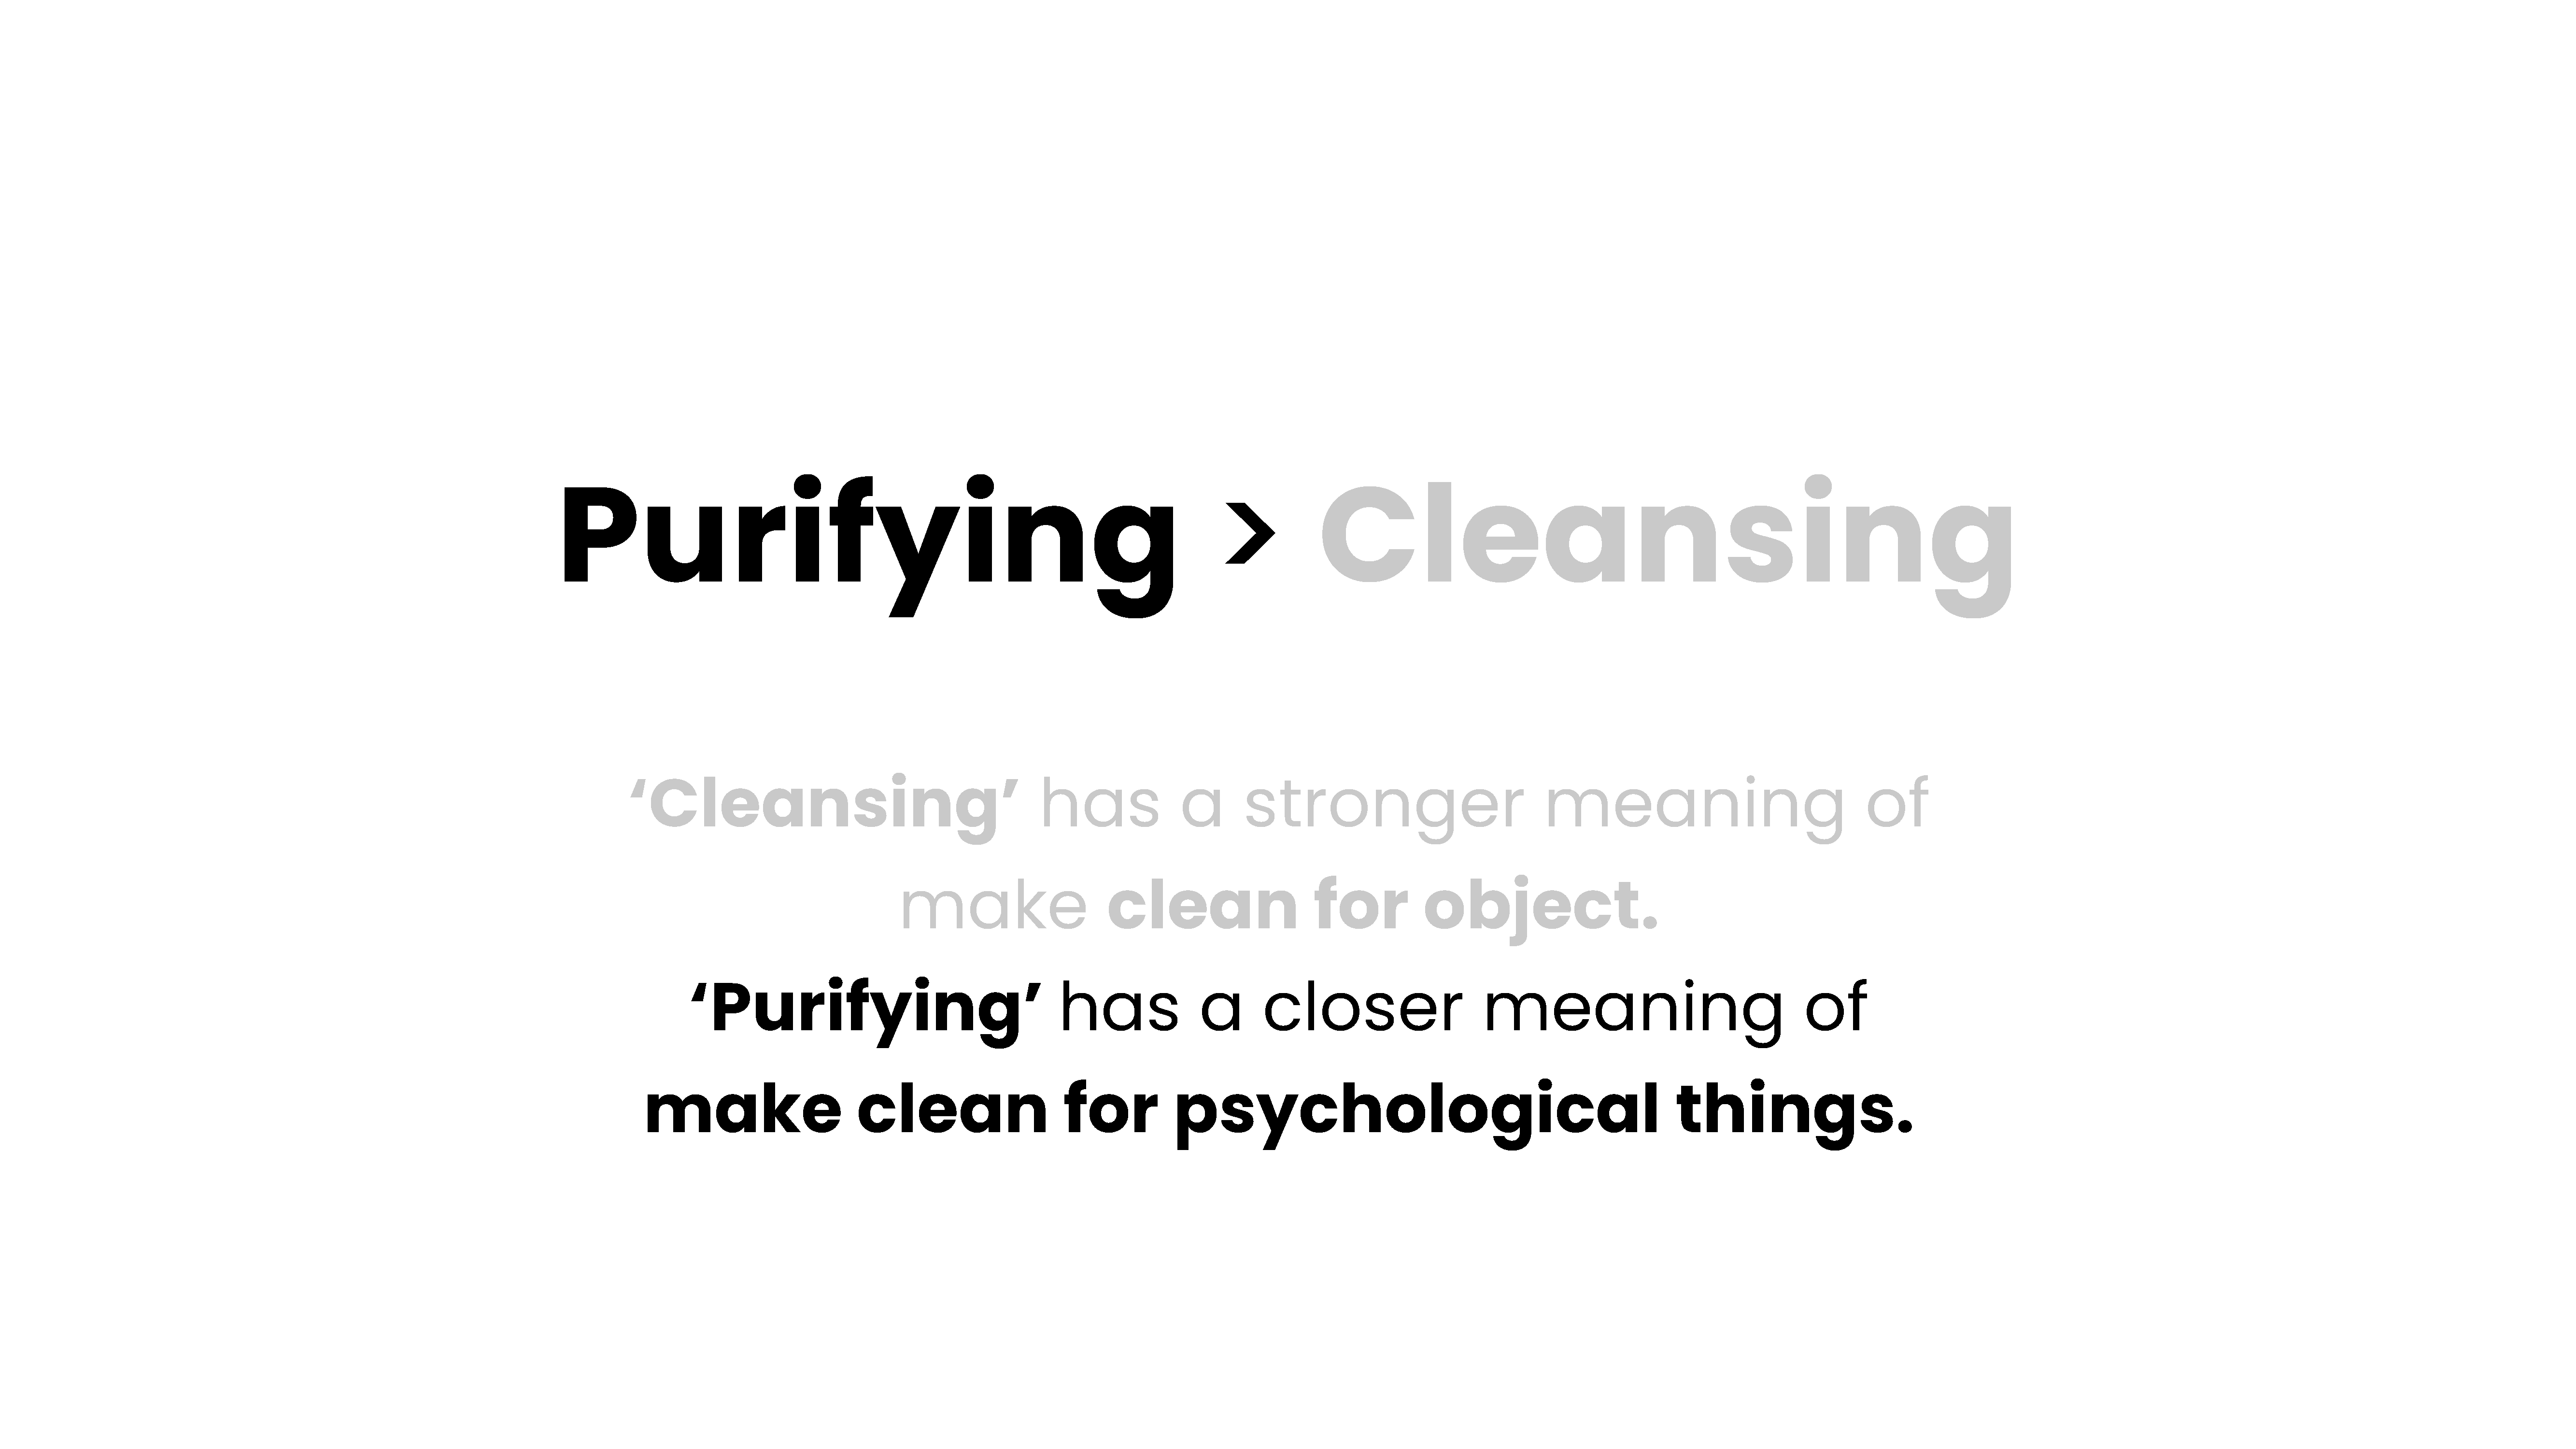 Purifying > Cleansing
‘Cleansing’ has a stronger meaning of
make clean for object.
‘Purifying’ has a closer meaning of
make clean for psychological things.